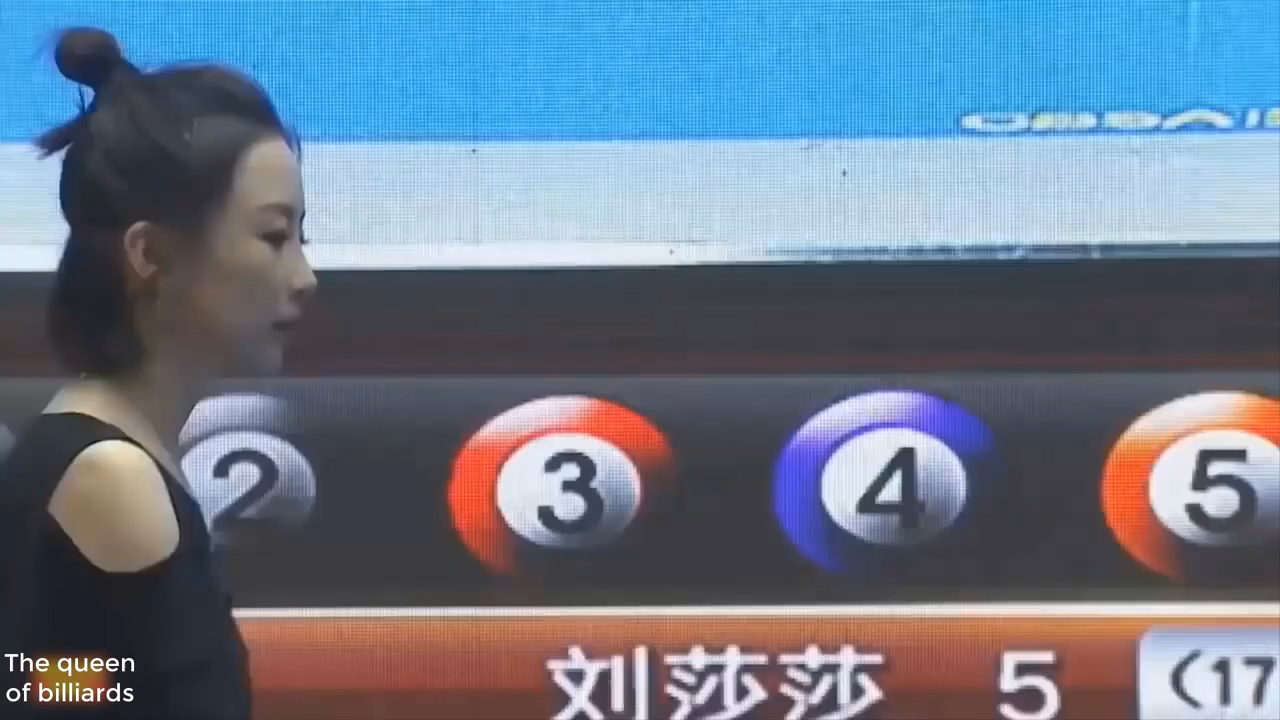 2 3 4 5
刘莎莎 5 (17
The queen
of billiards